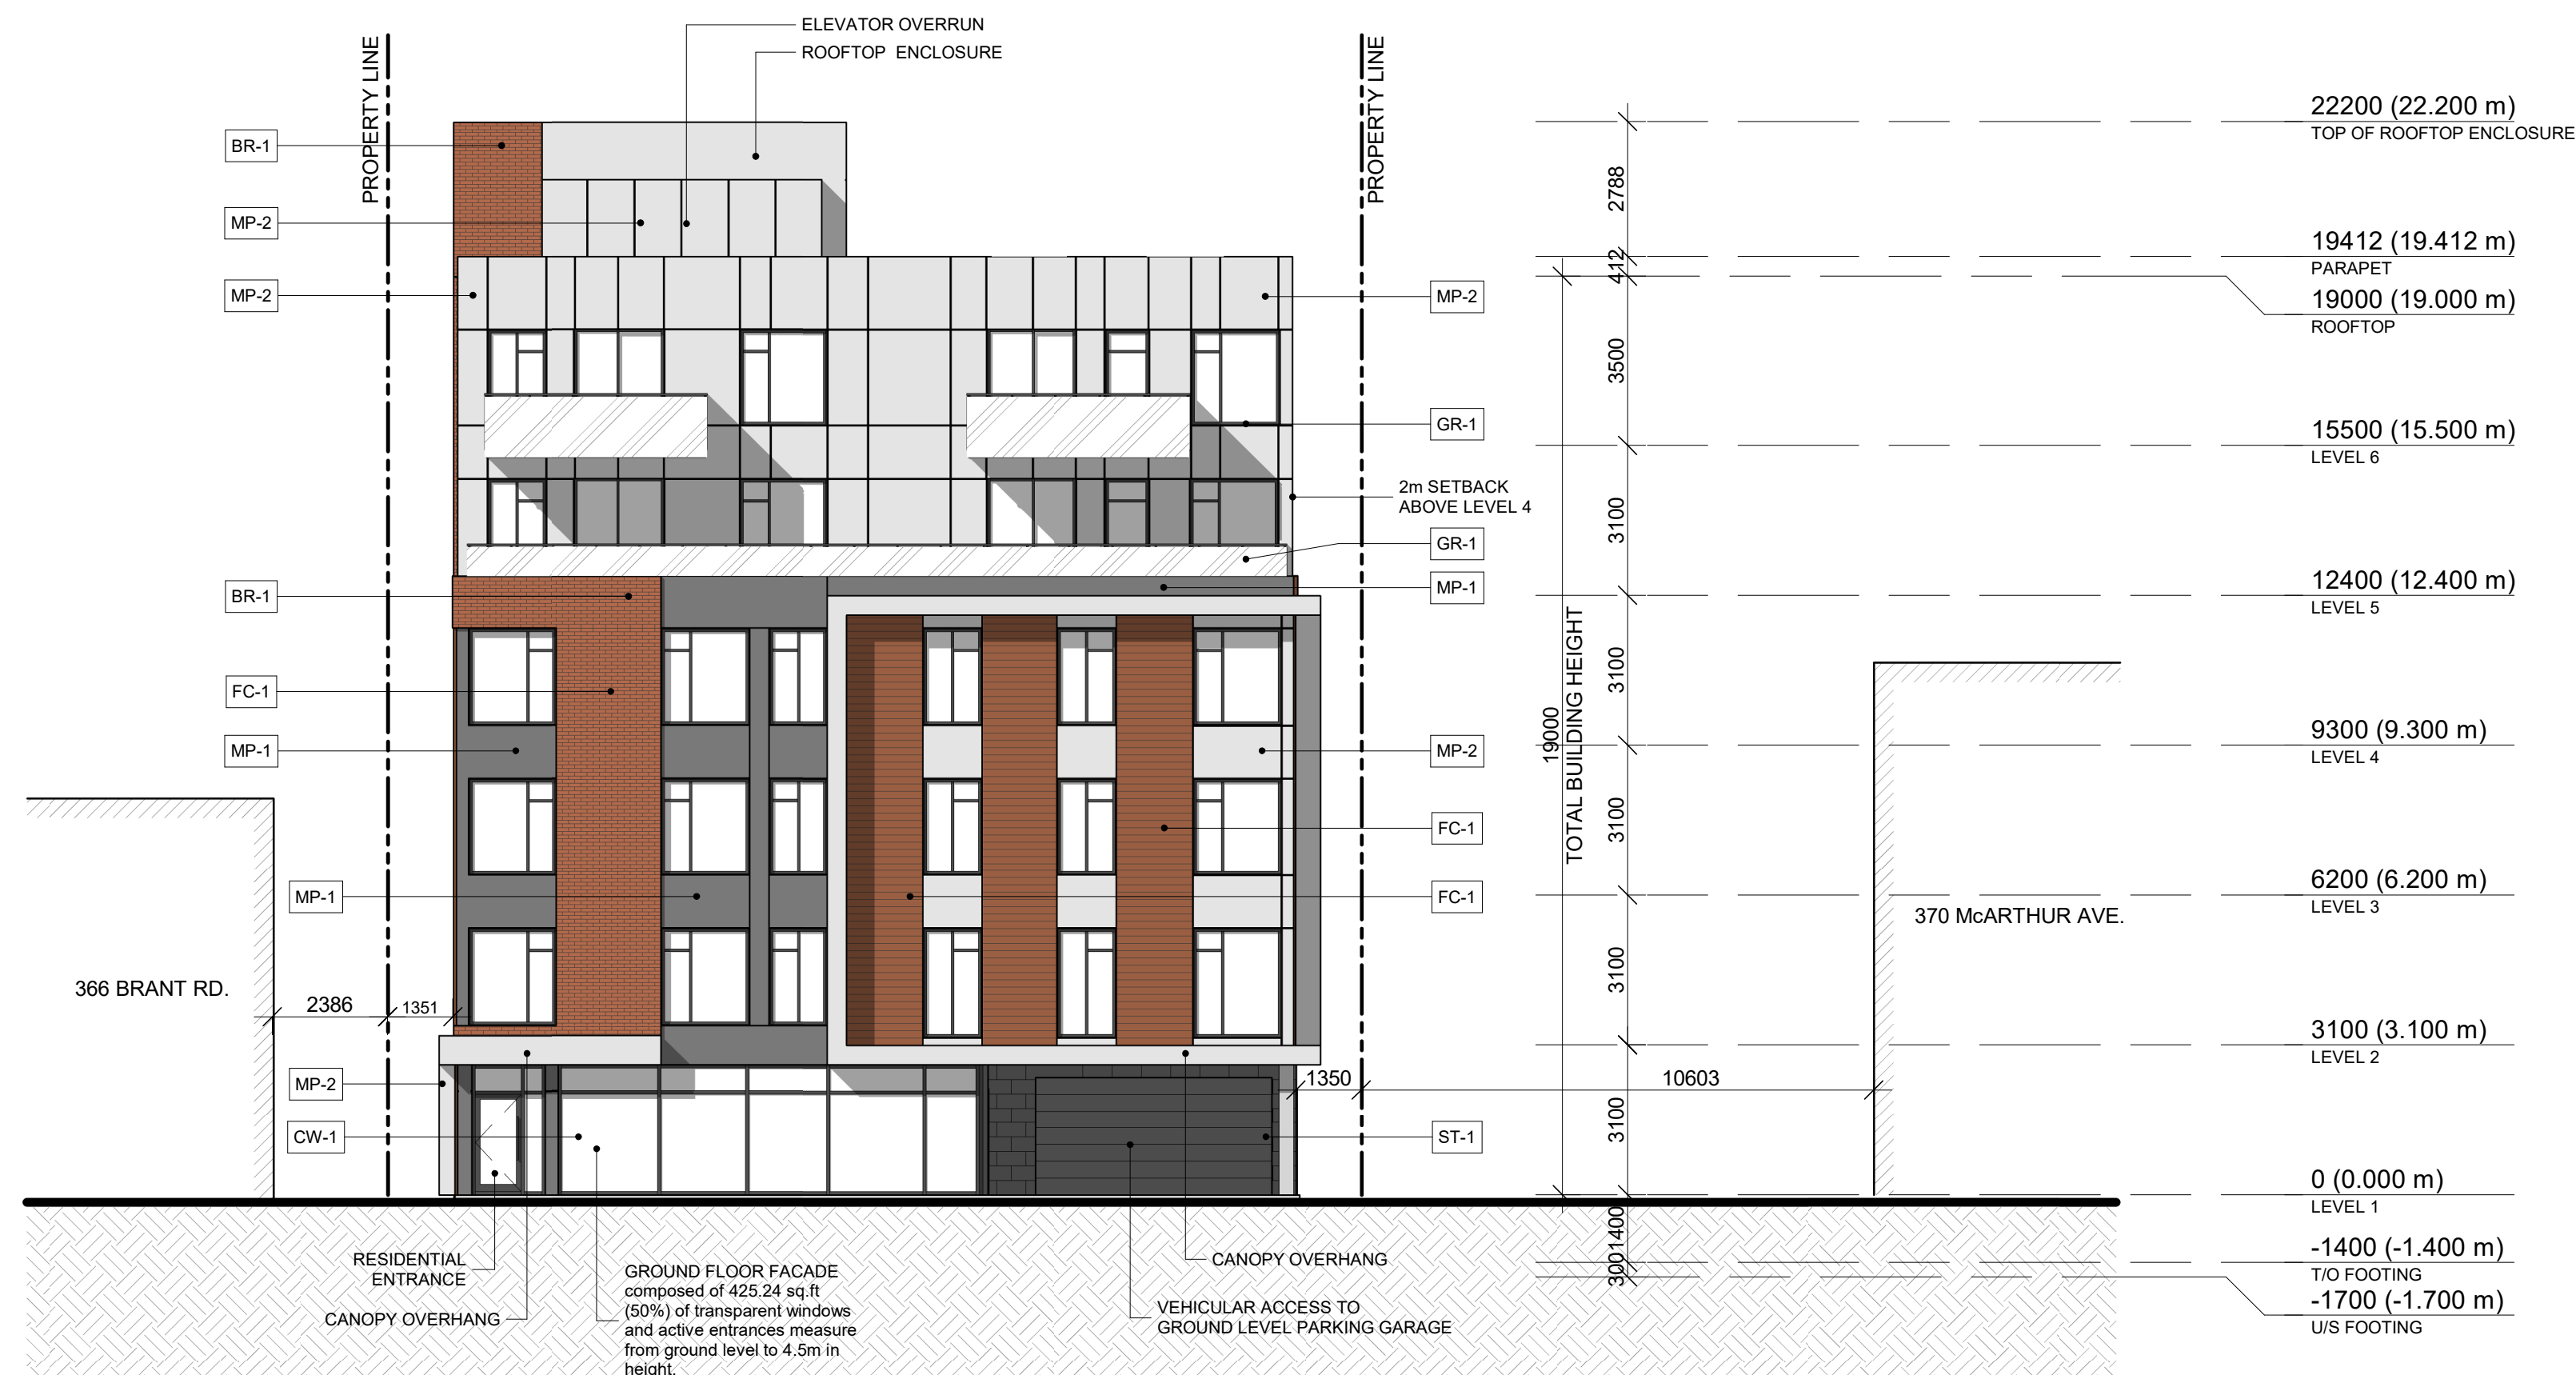 ELEVATOR OVERRUN
ROOFTOP ENCLOSURE
PROPERTY LINE
PROPERTY LINE
BR-1
MP-2
MP-2
BR-1
FC-1
MP-1
MP-1
MP-2
CW-1
MP-2
GR-1
2m SETBACK
ABOVE LEVEL 4
GR-1
MP-1
MP-2
FC-1
FC-1
ST-1
22200 (22.200 m)
TOP OF ROOFTOP ENCLOSURE
2788
19412 (19.412 m)
PARAPET
412
19000 (19.000 m)
ROOFTOP
3500
15500 (15.500 m)
LEVEL 6
3100
12400 (12.400 m)
LEVEL 5
3100
19000
TOTAL BUILDING HEIGHT
9300 (9.300 m)
LEVEL 4
3100
6200 (6.200 m)
LEVEL 3
3100
3100 (3.100 m)
LEVEL 2
3100
0 (0.000 m)
LEVEL 1
1400
-1400 (-1.400 m)
T/O FOOTING
300
-1700 (-1.700 m)
U/S FOOTING
366 BRANT RD.
2386
1351
1350
10603
370 McARTHUR AVE.
RESIDENTIAL
ENTRANCE
CANOPY OVERHANG
GROUND FLOOR FACADE
composed of 425.24 sq.ft
(50%) of transparent windows
and active entrances measure
from ground level to 4.5m in
height.
CANOPY OVERHANG
VEHICULAR ACCESS TO
GROUND LEVEL PARKING GARAGE